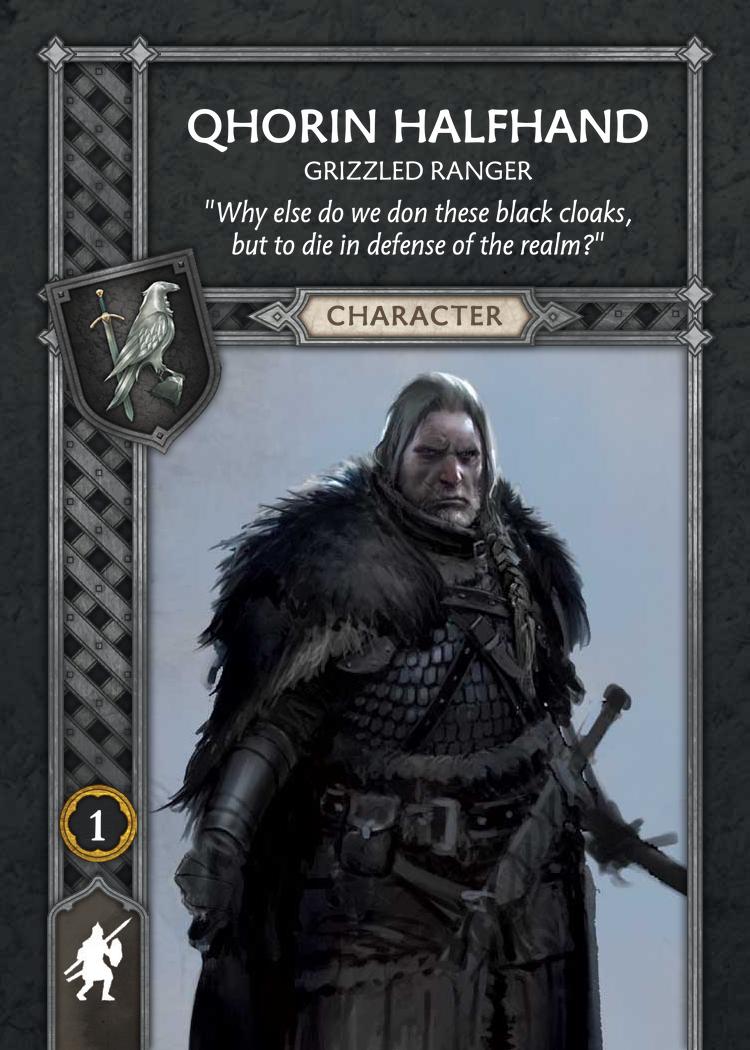 QHORIN HALFHAND
GRIZZLED RANGER
"Why else do we don these black cloaks,
but to die in defense of the realm?"
CHARACTER
1